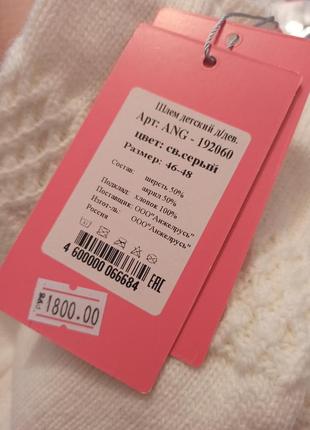 Шлем детский д/дев.
Арт: ANG - 192060
цвет: св.серый
Размер: 46-48
Состав: шерсть 50%
акрил 50%
Подклад: хлопок 100%
Поставщик: ООО"Анжелрусь"
Изгот-ль: ООО"Анжелрусь"
Россия
4 600000 066684
EAC
1800.00